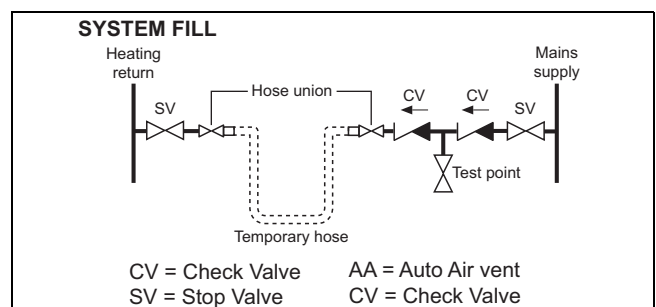 SYSTEM FILL
Heating
return
Mains
supply
Hose union
SV
CV
CV
SV
Test point
Temporary hose
CV = Check Valve
AA = Auto Air vent
SV = Stop Valve
CV = Check Valve